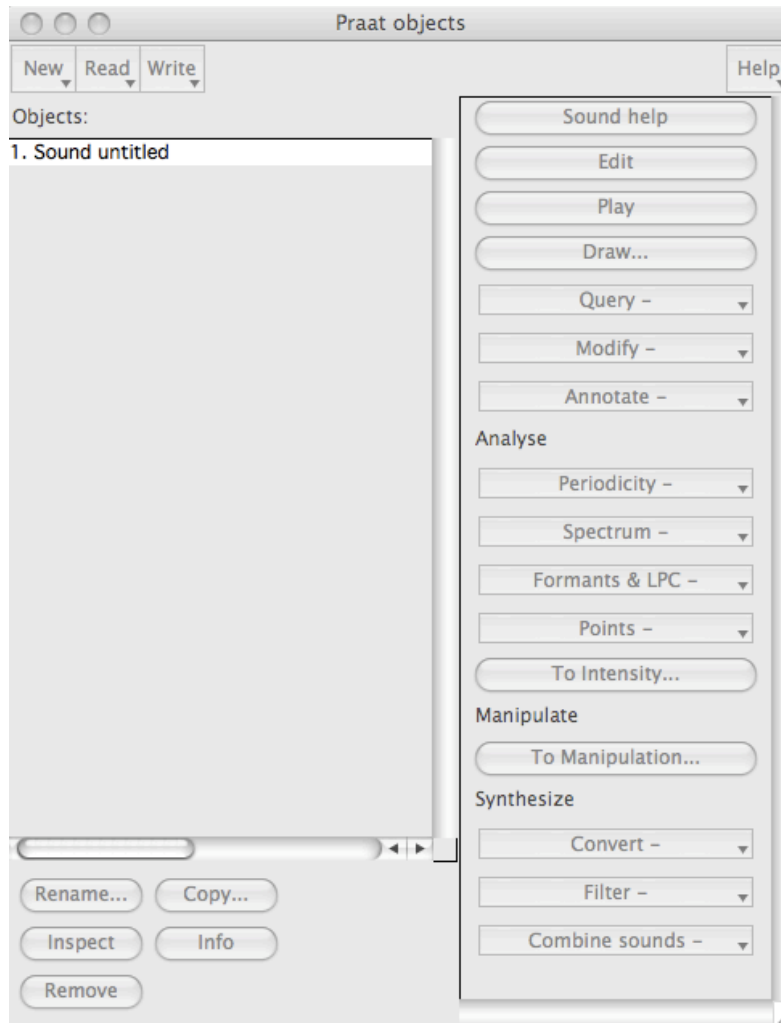 Praat objects
New Read Write Help
Objects:
1. Sound untitled
Sound help
Edit
Play
Draw...
Query –
Modify –
Annotate –
Analyse
Periodicity –
Spectrum –
Formants & LPC –
Points –
To Intensity...
Manipulate
To Manipulation...
Synthesize
Convert –
Filter –
Combine sounds –
Rename... Copy...
Inspect Info
Remove